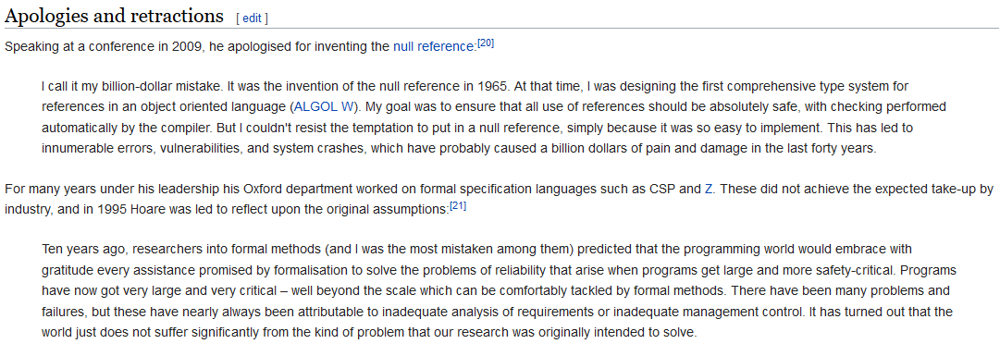 Apologies and retractions [ edit ]
Speaking at a conference in 2009, he apologised for inventing the null reference:[20]
I call it my billion-dollar mistake. It was the invention of the null reference in 1965. At that time, I was designing the first comprehensive type system for
references in an object oriented language (ALGOL W). My goal was to ensure that all use of references should be absolutely safe, with checking performed
automatically by the compiler. But I couldn't resist the temptation to put in a null reference, simply because it was so easy to implement. This has led to
innumerable errors, vulnerabilities, and system crashes, which have probably caused a billion dollars of pain and damage in the last forty years.
For many years under his leadership his Oxford department worked on formal specification languages such as CSP and Z. These did not achieve the expected take-up by
industry, and in 1995 Hoare was led to reflect upon the original assumptions:[21]
Ten years ago, researchers into formal methods (and I was the most mistaken among them) predicted that the programming world would embrace with
gratitude every assistance promised by formalisation to solve the problems of reliability that arise when programs get large and more safety-critical. Programs
have now got very large and very critical – well beyond the scale which can be comfortably tackled by formal methods. There have been many problems and
failures, but these have nearly always been attributable to inadequate analysis of requirements or inadequate management control. It has turned out that the
world just does not suffer significantly from the kind of problem that our research was originally intended to solve.